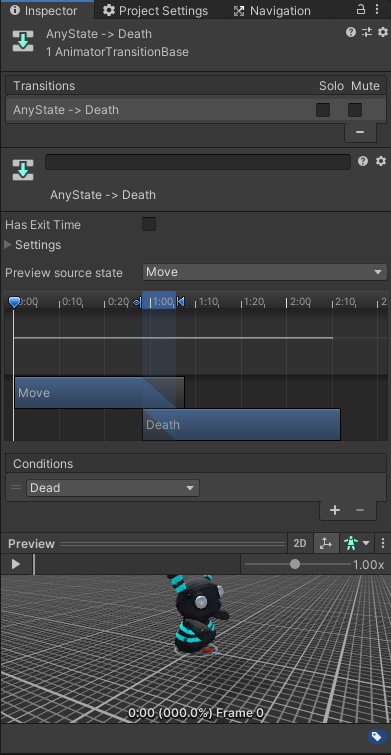 Inspector Project Settings Navigation
AnyState -> Death
1 AnimatorTransitionBase
Transitions Solo Mute
AnyState -> Death
AnyState -> Death
Has Exit Time
Settings
Preview source state Move
0:00 0:10 0:20 1:00 1:10 1:20 2:00 2:10 2
Move
Death
Conditions
Dead
Preview 2D
1.00x
0:00 (000.0%) Frame 0